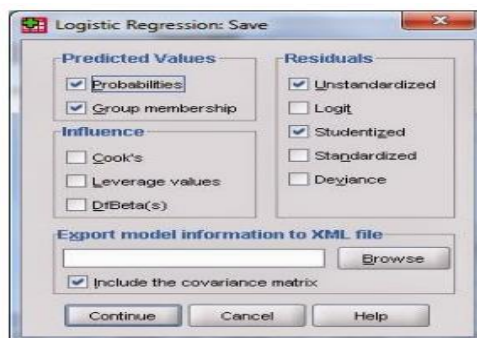 Logistic Regression: Save
Predicted Values
Probabilities
Group membership
Influence
Cook's
Leverage values
DfBeta(s)
Residuals
Unstandardized
Logit
Studentized
Standardized
Deviance
Export model information to XML file
Browse
Include the covariance matrix
Continue Cancel Help